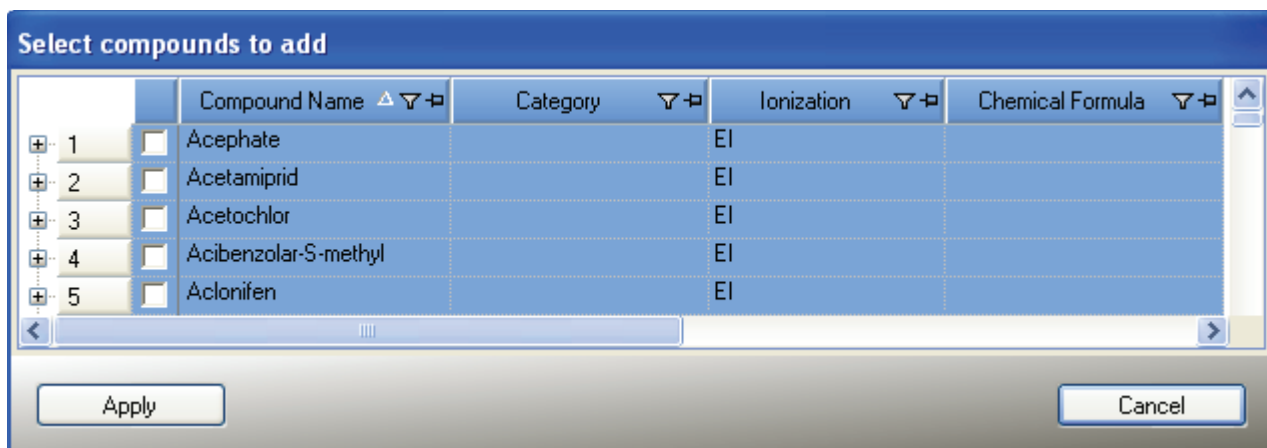 Select compounds to add
Compound Name Category Ionization Chemical Formula
1 Acephate EI
2 Acetamiprid EI
3 Acetochlor EI
4 Acibenzolar-S-methyl EI
5 Aclonifen EI
Apply Cancel